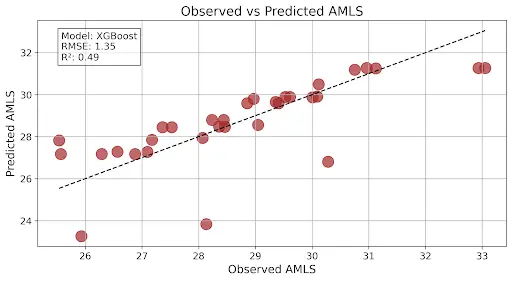 Observed vs Predicted AMLS
Model: XGBoost
RMSE: 1.35
R²: 0.49
Predicted AMLS
32
30
28
26
24
26
27
28
29
30
31
32
33
Observed AMLS